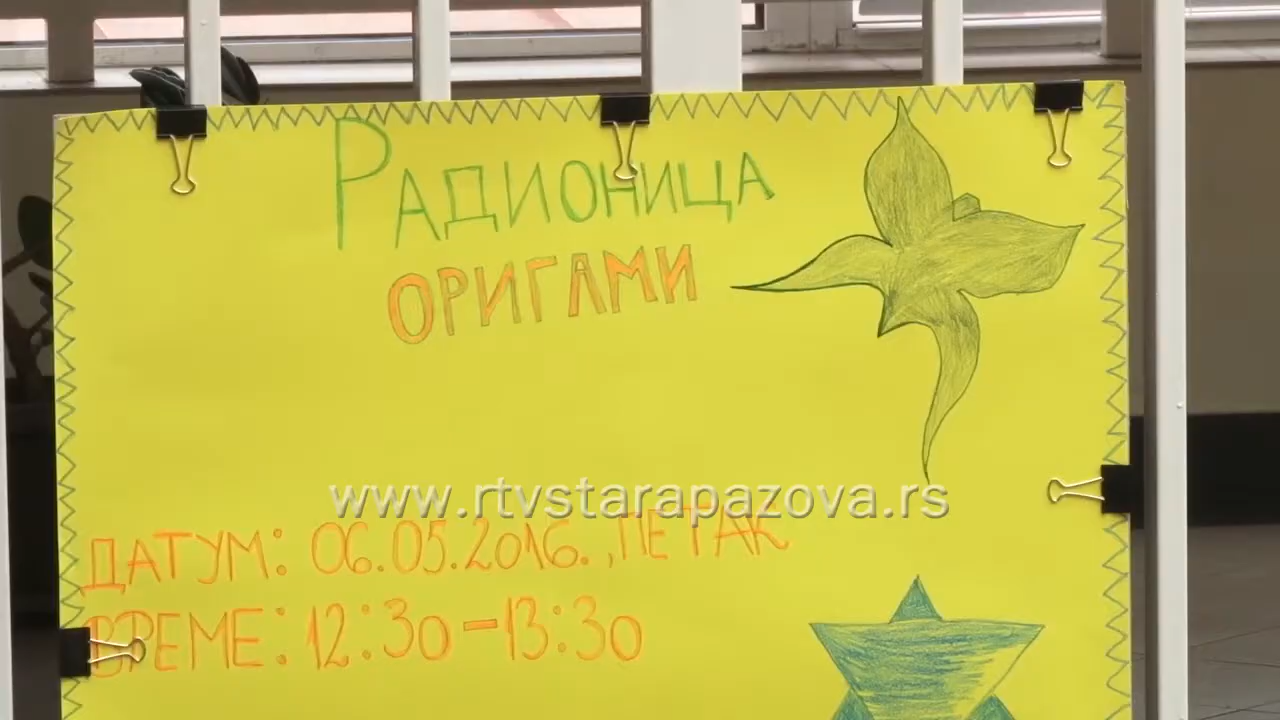 Радионица
ОРИГАМИ
www.rtvstarapazova.rs
ДАТУМ: 06.05.2016., ПЕТАК
ВРЕМЕ: 12:30-13:30